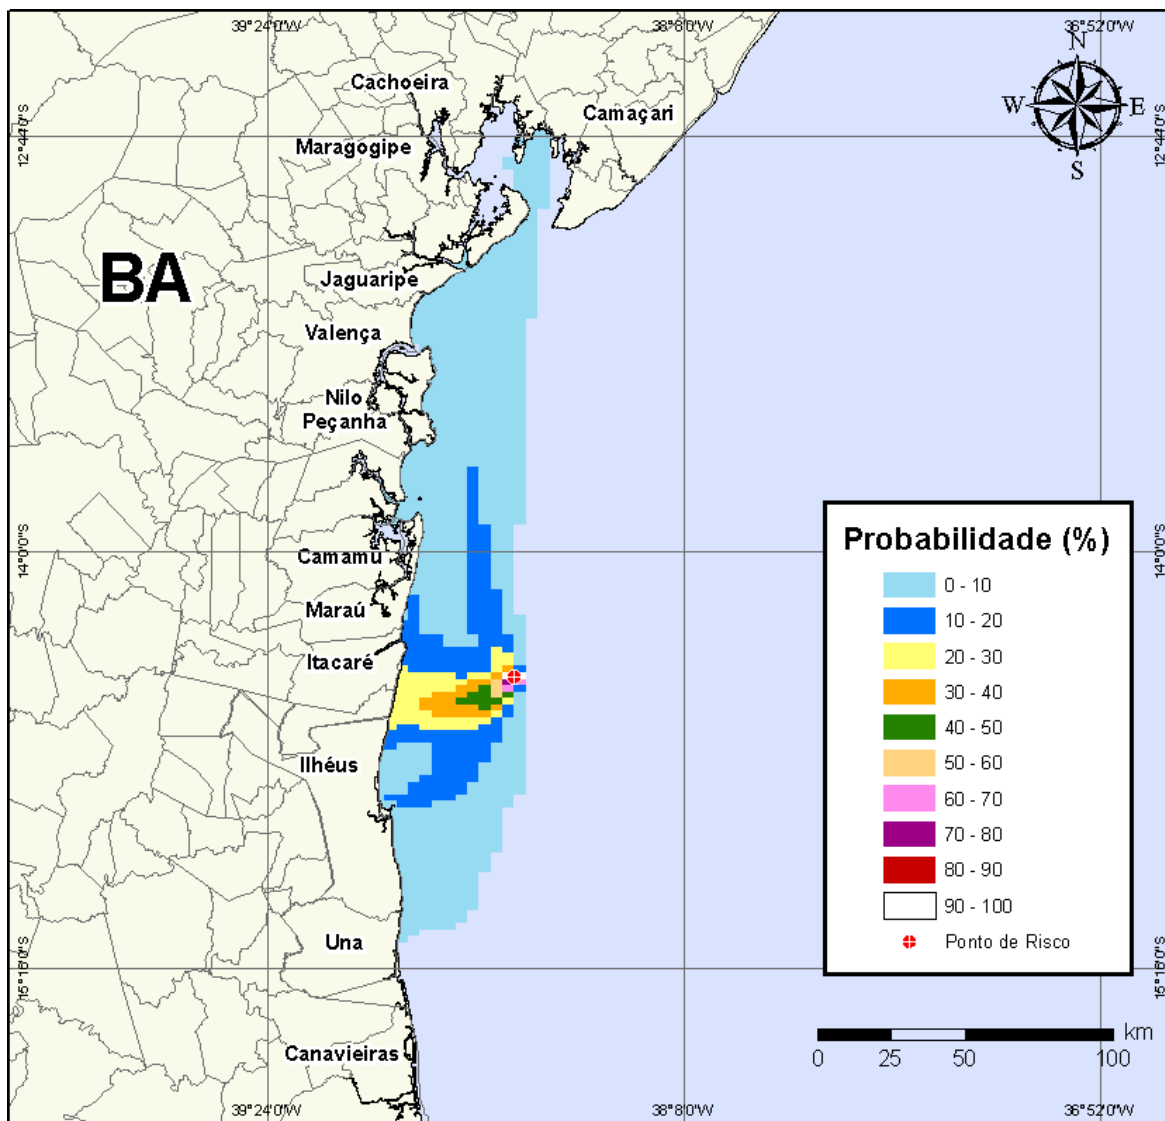 39°24'0"W
38°8'0"W
36°52'0"W
N
W
E
S
Cachoeira
Camaçari
12°44'0"S
12°44'0"S
Maragogipe
BA
Jaguaripe
Valença
Nilo
Peçanha
14°0'0"S
14°0'0"S
Camamú
Maraú
Itacaré
Ilhéus
Una
15°16'0"S
15°16'0"S
Canavieiras
Probabilidade (%)
0 - 10
10 - 20
20 - 30
30 - 40
40 - 50
50 - 60
60 - 70
70 - 80
80 - 90
90 - 100
Ponto de Risco
km
0 25 50 100
39°24'0"W
38°8'0"W
36°52'0"W